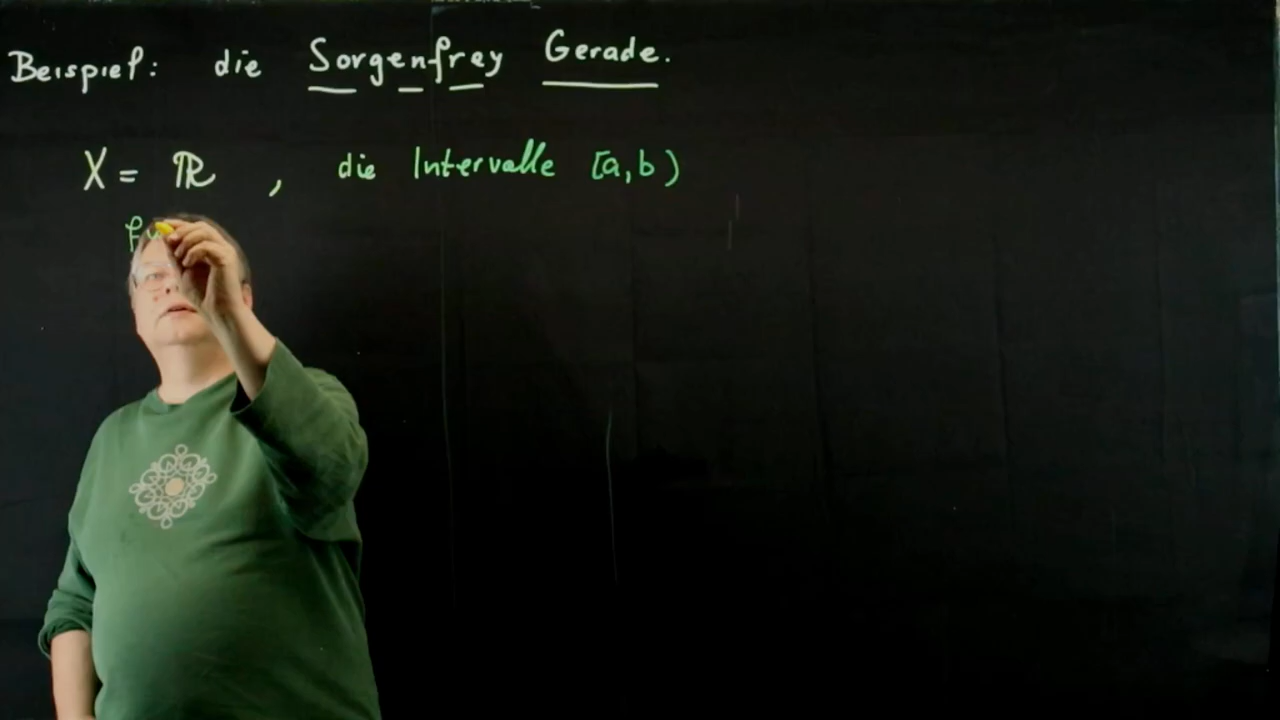 Beispiel: die Sorgenfrey Gerade.
X = ℝ , die Intervalle [a,b)